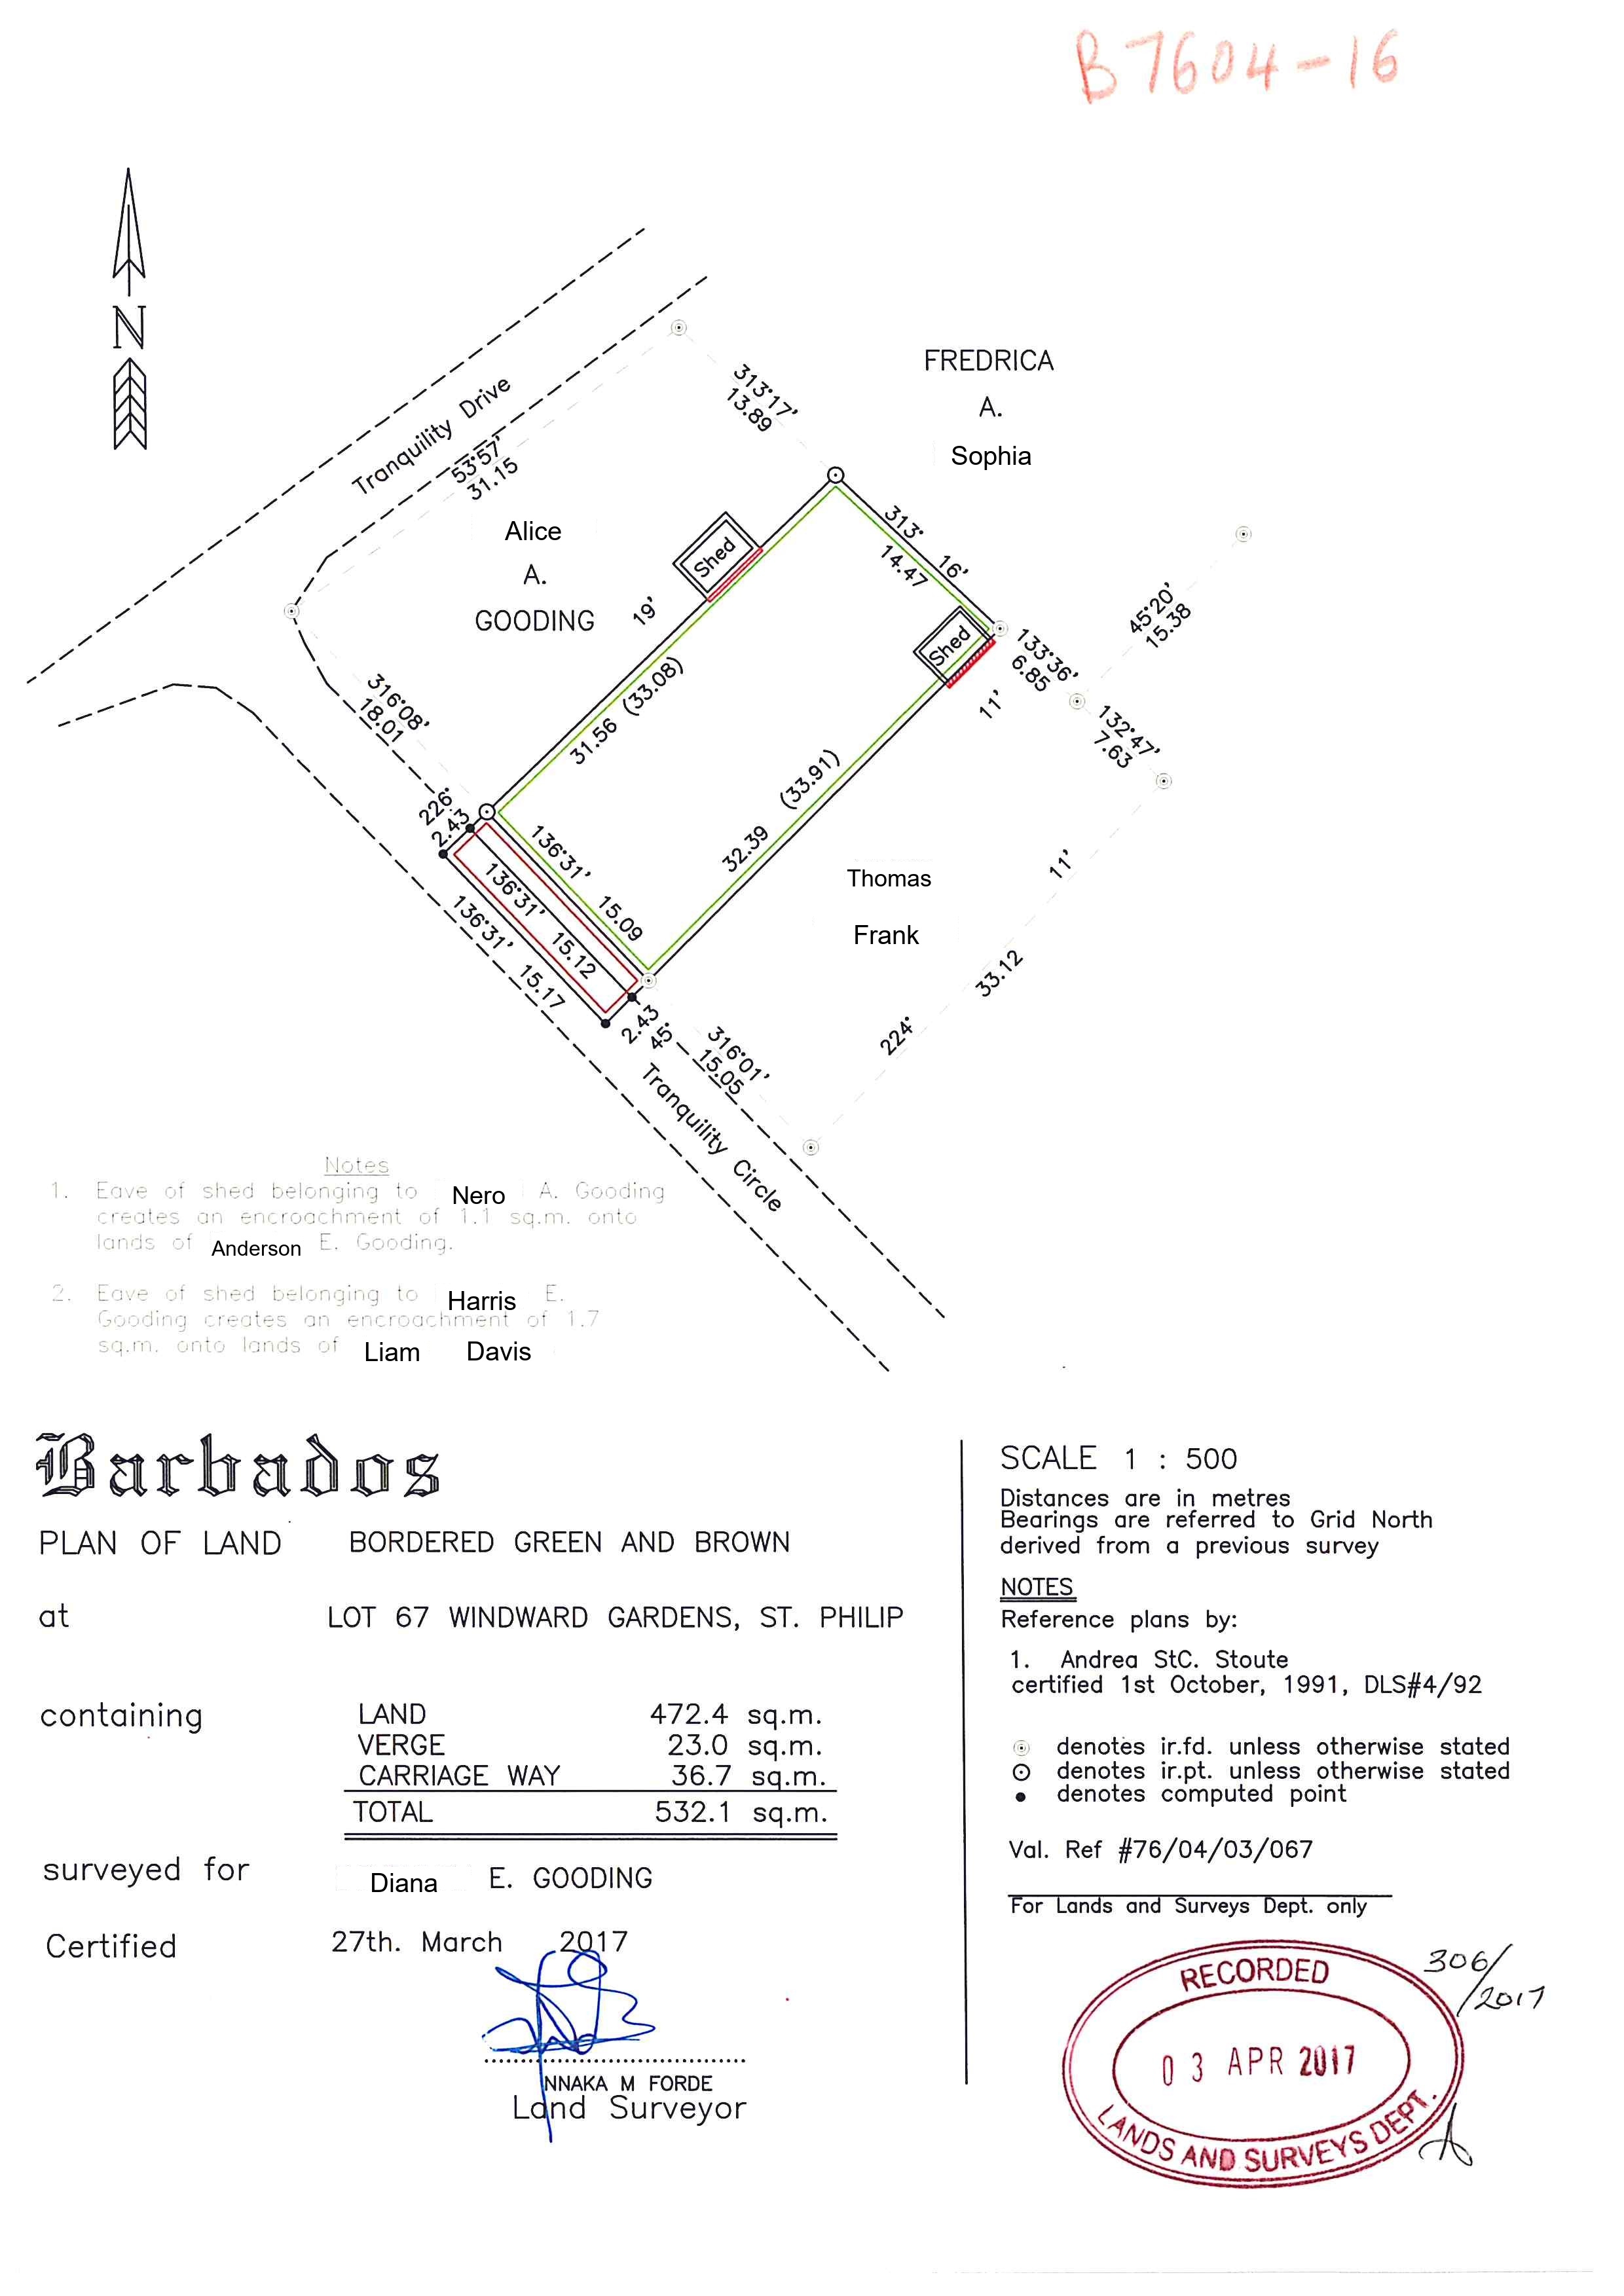 B7604-16
N
FREDRICA
A.
Sophia
Tranquility Drive
53°57'
31.15
313°17'
13.89
Alice
A.
GOODING
Shed
313° 16'
14.47
Shed
45°20'
15.38
133°36'
6.85
132°47'
7.63
19'
31.56 (33.08)
11'
32.39 (33.91)
316°08'
18.01
226°
2.43
136°31' 15.09
136°31' 15.12
136°31' 15.17
2.43
45°
Thomas
Frank
11'
33.12
224°
316°01'
15.05
Tranquility Circle
Notes
1. Eave of shed belonging to Nero A. Gooding
creates an encroachment of 1.1 sq.m. onto
lands of Anderson E. Gooding.
2. Eave of shed belonging to Harris E.
Gooding creates an encroachment of 1.7
sq.m. onto lands of Liam Davis
Barbados
PLAN OF LAND BORDERED GREEN AND BROWN
at LOT 67 WINDWARD GARDENS, ST. PHILIP
containing LAND 472.4 sq.m.
VERGE 23.0 sq.m.
CARRIAGE WAY 36.7 sq.m.
TOTAL 532.1 sq.m.
surveyed for Diana E. GOODING
Certified 27th. March 2017
NNAKA M FORDE
Land Surveyor
SCALE 1 : 500
Distances are in metres
Bearings are referred to Grid North
derived from a previous survey
NOTES
Reference plans by:
1. Andrea StC. Stoute
certified 1st October, 1991, DLS#4/92
denotes ir.fd. unless otherwise stated
denotes ir.pt. unless otherwise stated
denotes computed point
Val. Ref #76/04/03/067
For Lands and Surveys Dept. only
306/2017
RECORDED
03 APR 2017
LANDS AND SURVEYS DEPT.